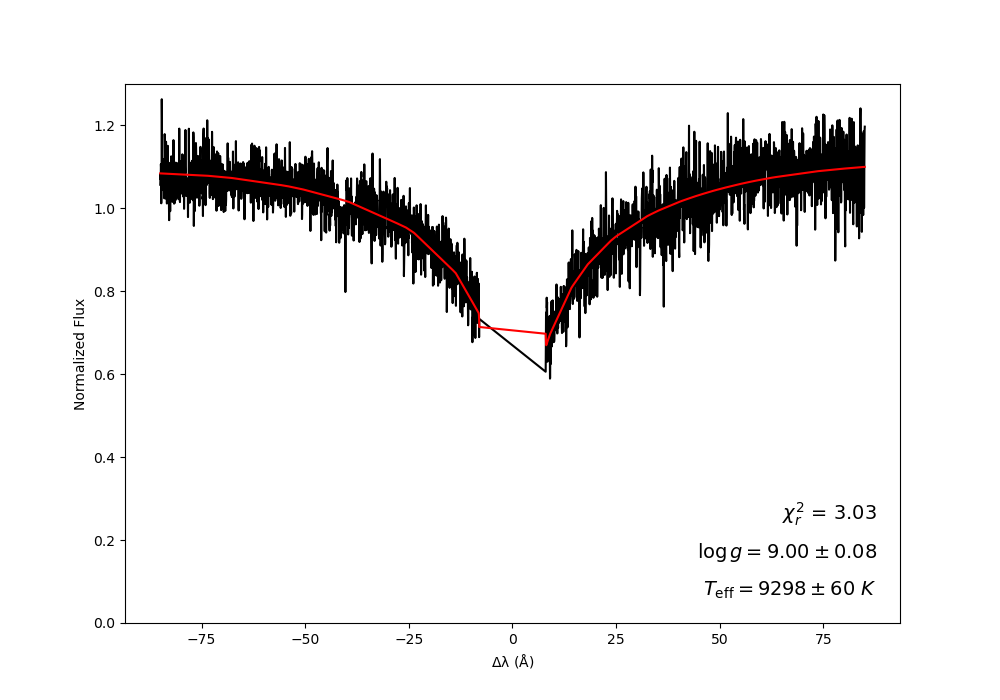 1.2
1.0
0.8
0.6
0.4
0.2
0.0
Normalized Flux
χ²ᵣ = 3.03
log g = 9.00 ± 0.08
T_eff = 9298 ± 60 K
−75 −50 −25 0 25 50 75
Δλ (Å)